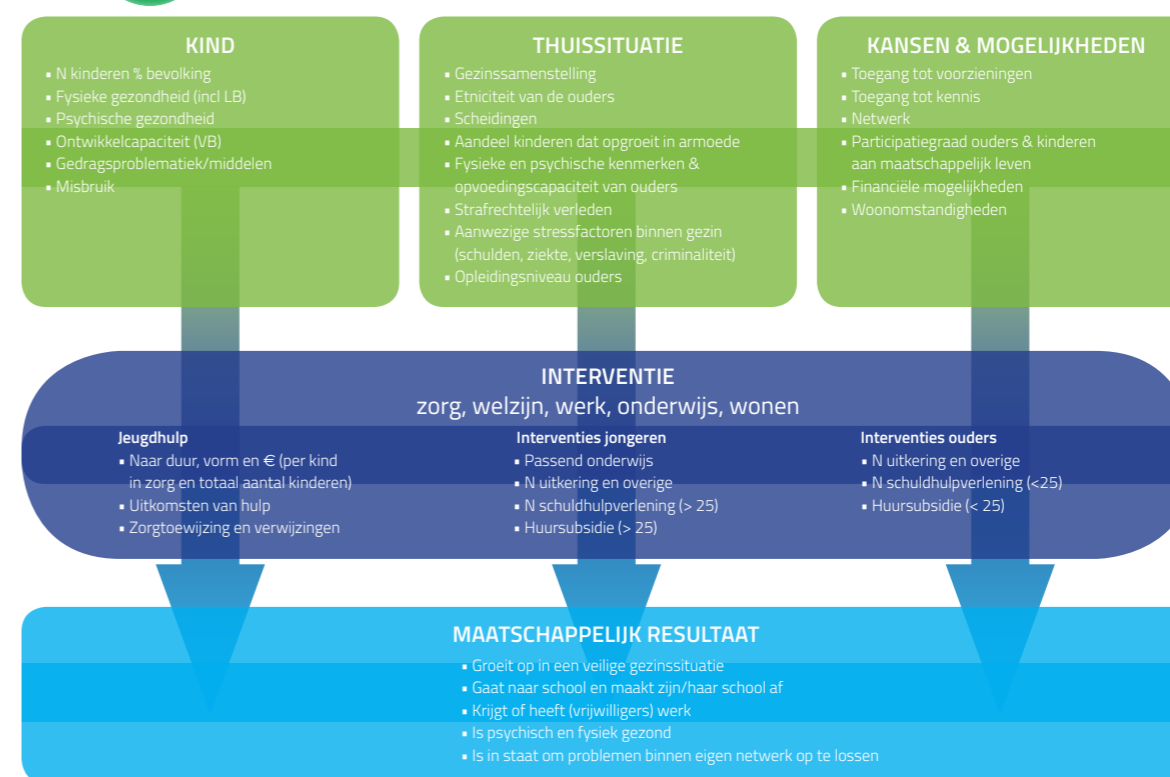 KIND
▪ N kinderen % bevolking
▪ Fysieke gezondheid (incl LB)
▪ Psychische gezondheid
▪ Ontwikkelcapaciteit (VB)
▪ Gedragsproblematiek/middelen
▪ Misbruik
THUISSITUATIE
▪ Gezinssamenstelling
▪ Etniciteit van de ouders
▪ Scheidingen
▪ Aandeel kinderen dat opgroeit in armoede
▪ Fysieke en psychische kenmerken &
opvoedingscapaciteit van ouders
▪ Strafrechtelijk verleden
▪ Aanwezige stressfactoren binnen gezin
(schulden, ziekte, verslaving, criminaliteit)
▪ Opleidingsniveau ouders
KANSEN & MOGELIJKHEDEN
▪ Toegang tot voorzieningen
▪ Toegang tot kennis
▪ Netwerk
▪ Participatiegraad ouders & kinderen
aan maatschappelijk leven
▪ Financiële mogelijkheden
▪ Woonomstandigheden
INTERVENTIE
zorg, welzijn, werk, onderwijs, wonen
Jeugdhulp
▪ Naar duur, vorm en € (per kind
in zorg en totaal aantal kinderen)
▪ Uitkomsten van hulp
▪ Zorgtoewijzing en verwijzingen
Interventies jongeren
▪ Passend onderwijs
▪ N uitkering en overige
▪ N schuldhulpverlening (> 25)
▪ Huursubsidie (> 25)
Interventies ouders
▪ N uitkering en overige
▪ N schuldhulpverlening (<25)
▪ Huursubsidie (< 25)
MAATSCHAPPELIJK RESULTAAT
▪ Groeit op in een veilige gezinssituatie
▪ Gaat naar school en maakt zijn/haar school af
▪ Krijgt of heeft (vrijwilligers) werk
▪ Is psychisch en fysiek gezond
▪ Is in staat om problemen binnen eigen netwerk op te lossen